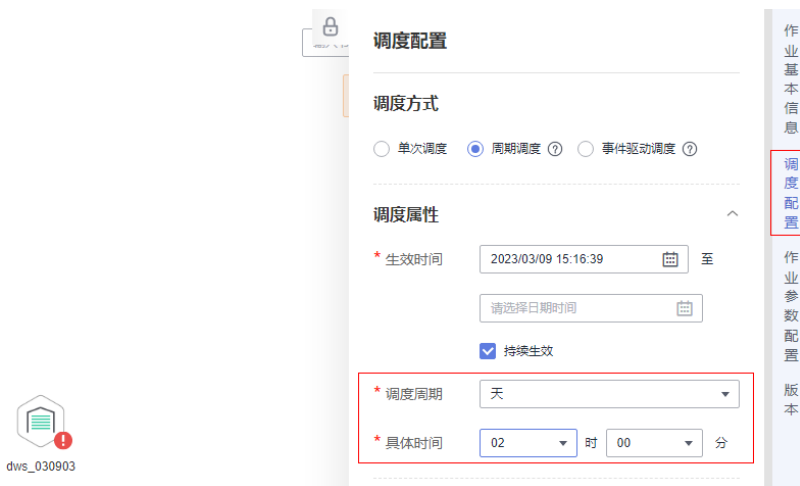 调度配置
调度方式
单次调度 周期调度 ? 事件驱动调度 ?
调度属性
* 生效时间 2023/03/09 15:16:39 至
请选择日期时间
持续生效
* 调度周期 天
* 具体时间 02 时 00 分
dws_030903
作业基本信息
调度配置
作业参数配置
版本